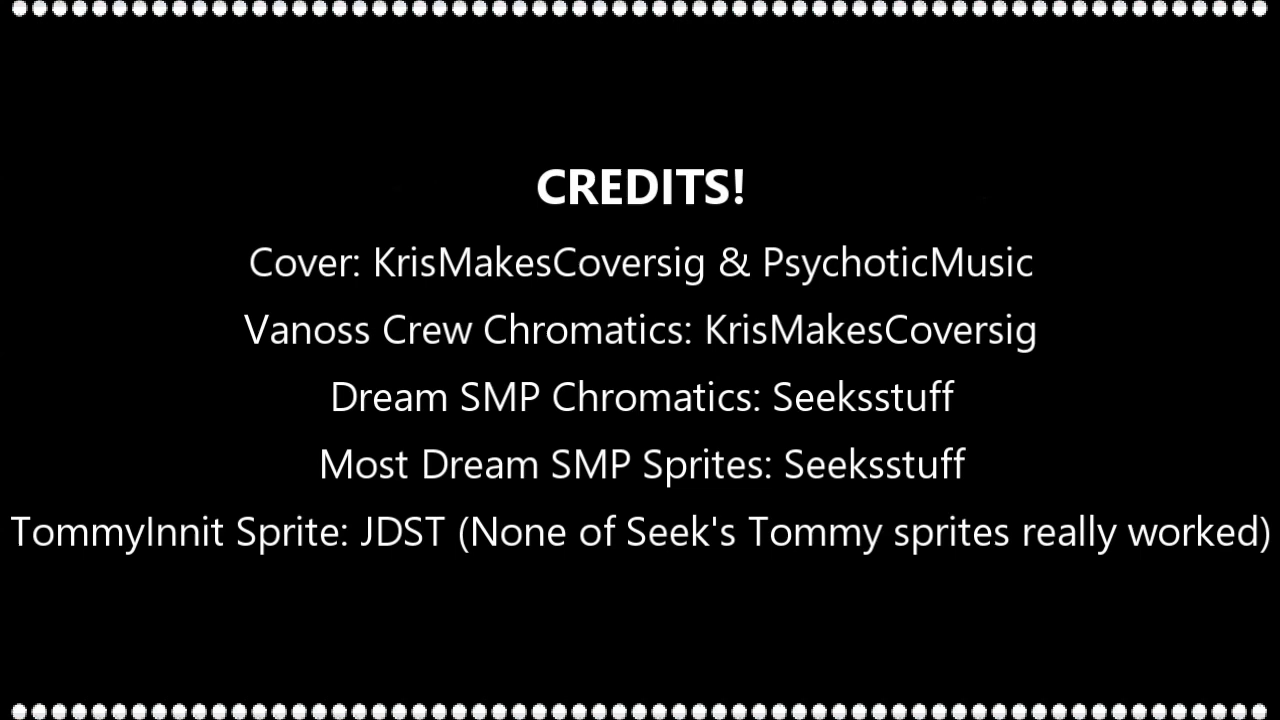 CREDITS!
Cover: KrisMakesCoversig & PsychoticMusic
Vanoss Crew Chromatics: KrisMakesCoversig
Dream SMP Chromatics: Seeksstuff
Most Dream SMP Sprites: Seeksstuff
TommyInnit Sprite: JDST (None of Seek's Tommy sprites really worked)